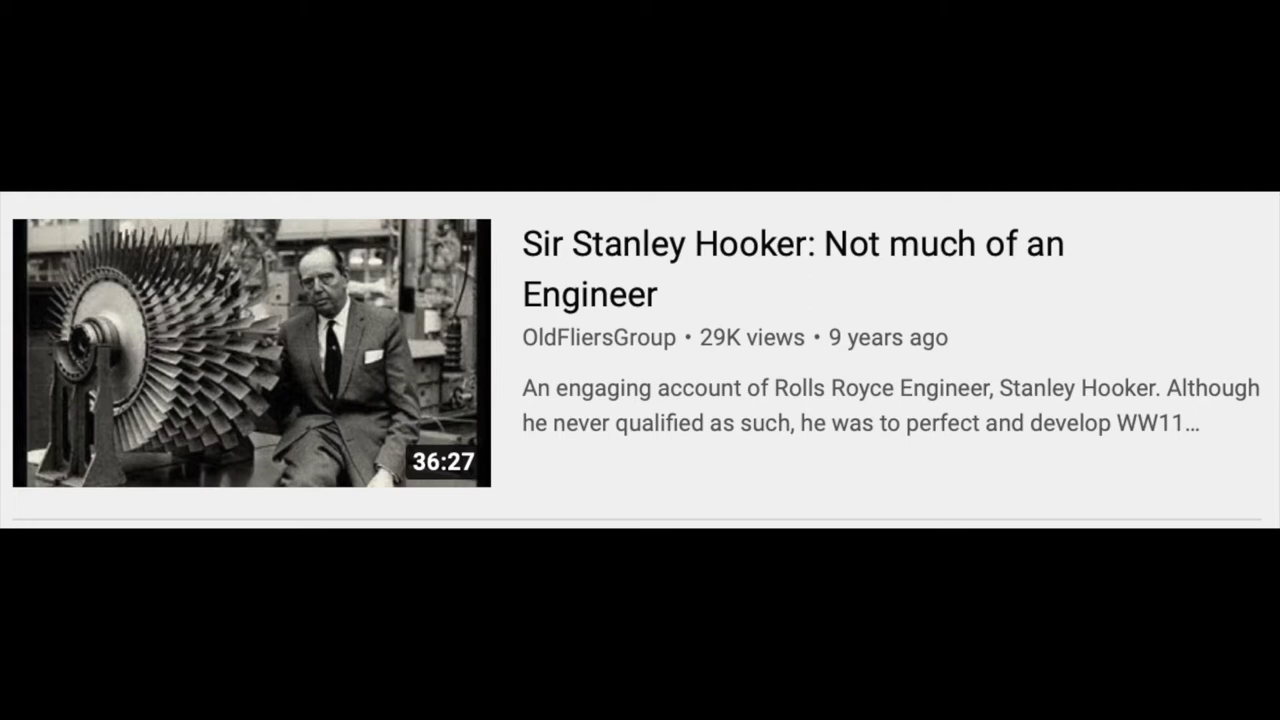 Sir Stanley Hooker: Not much of an
Engineer
OldFliersGroup • 29K views • 9 years ago
An engaging account of Rolls Royce Engineer, Stanley Hooker. Although
he never qualified as such, he was to perfect and develop WW11...
36:27